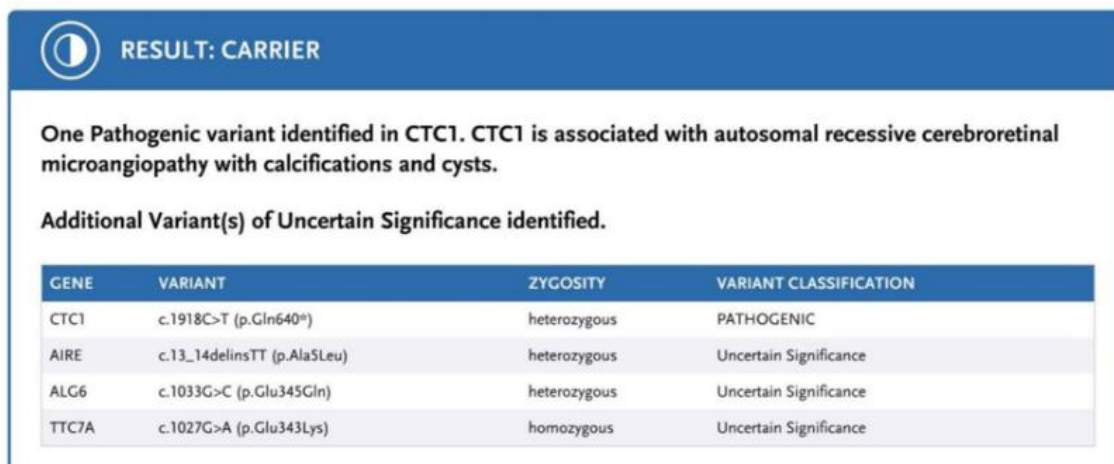 RESULT: CARRIER
One Pathogenic variant identified in CTC1. CTC1 is associated with autosomal recessive cerebroretinal
microangiopathy with calcifications and cysts.
Additional Variant(s) of Uncertain Significance identified.
GENE VARIANT ZYGOSITY VARIANT CLASSIFICATION
CTC1 c.1918C>T (p.Gln640*) heterozygous PATHOGENIC
AIRE c.13_14delinsTT (p.Ala5Leu) heterozygous Uncertain Significance
ALG6 c.1033G>C (p.Glu345Gln) heterozygous Uncertain Significance
TTC7A c.1027G>A (p.Glu343Lys) homozygous Uncertain Significance